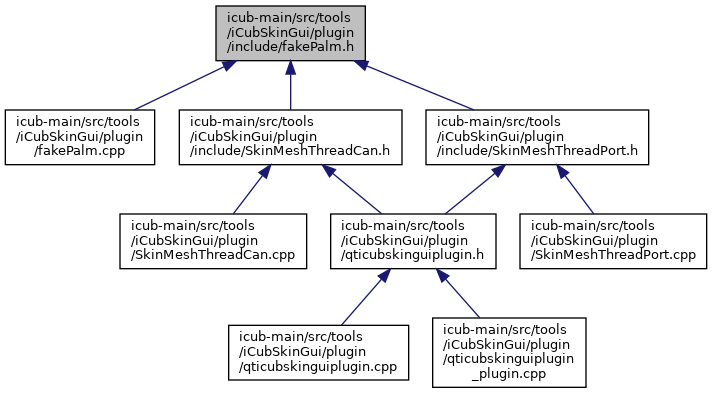 icub-main/src/tools
/iCubSkinGui/plugin
/include/fakePalm.h
icub-main/src/tools
/iCubSkinGui/plugin
/fakePalm.cpp
icub-main/src/tools
/iCubSkinGui/plugin
/include/SkinMeshThreadCan.h
icub-main/src/tools
/iCubSkinGui/plugin
/include/SkinMeshThreadPort.h
icub-main/src/tools
/iCubSkinGui/plugin
/SkinMeshThreadCan.cpp
icub-main/src/tools
/iCubSkinGui/plugin
/qticubskinguiplugin.h
icub-main/src/tools
/iCubSkinGui/plugin
/SkinMeshThreadPort.cpp
icub-main/src/tools
/iCubSkinGui/plugin
/qticubskinguiplugin.cpp
icub-main/src/tools
/iCubSkinGui/plugin
/qticubskinguiplugin
_plugin.cpp